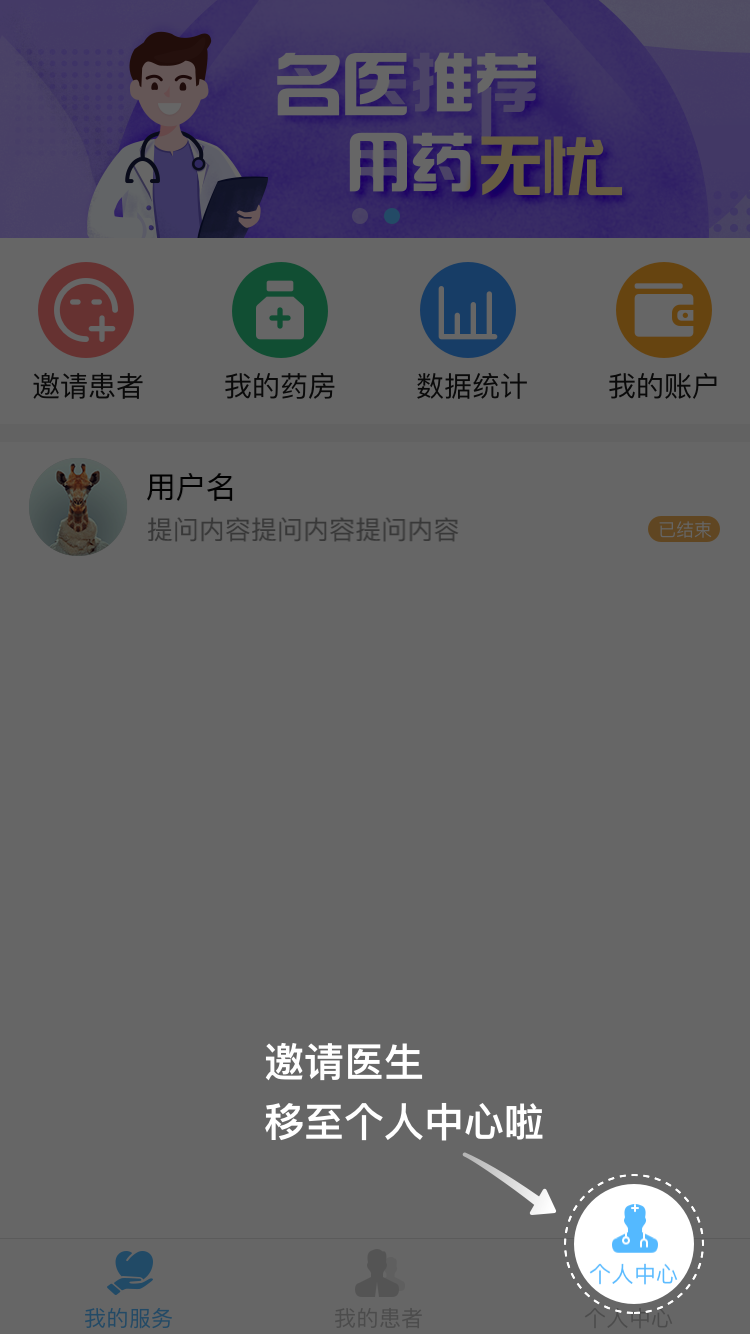 名医推荐
用药无忧
邀请患者
我的药房
数据统计
我的账户
用户名
提问内容提问内容提问内容
已结束
邀请医生
移至个人中心啦
个人中心
我的服务
我的患者
个人中心